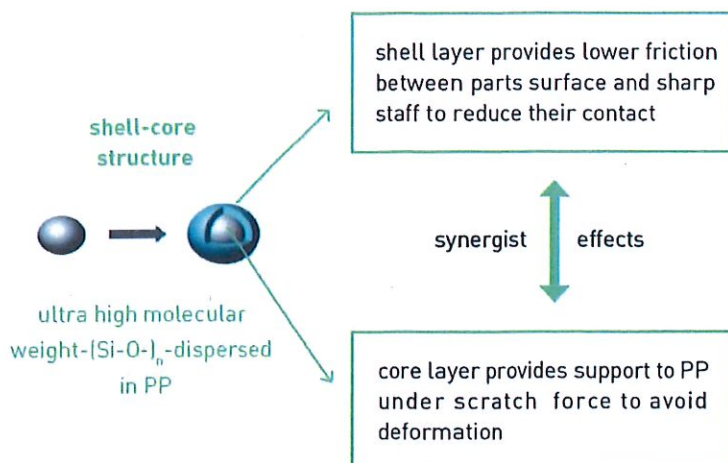 shell layer provides lower friction
between parts surface and sharp
staff to reduce their contact
shell-core
structure
synergist effects
ultra high molecular
weight-(Si-O-)n-dispersed
in PP
core layer provides support to PP
under scratch force to avoid
deformation